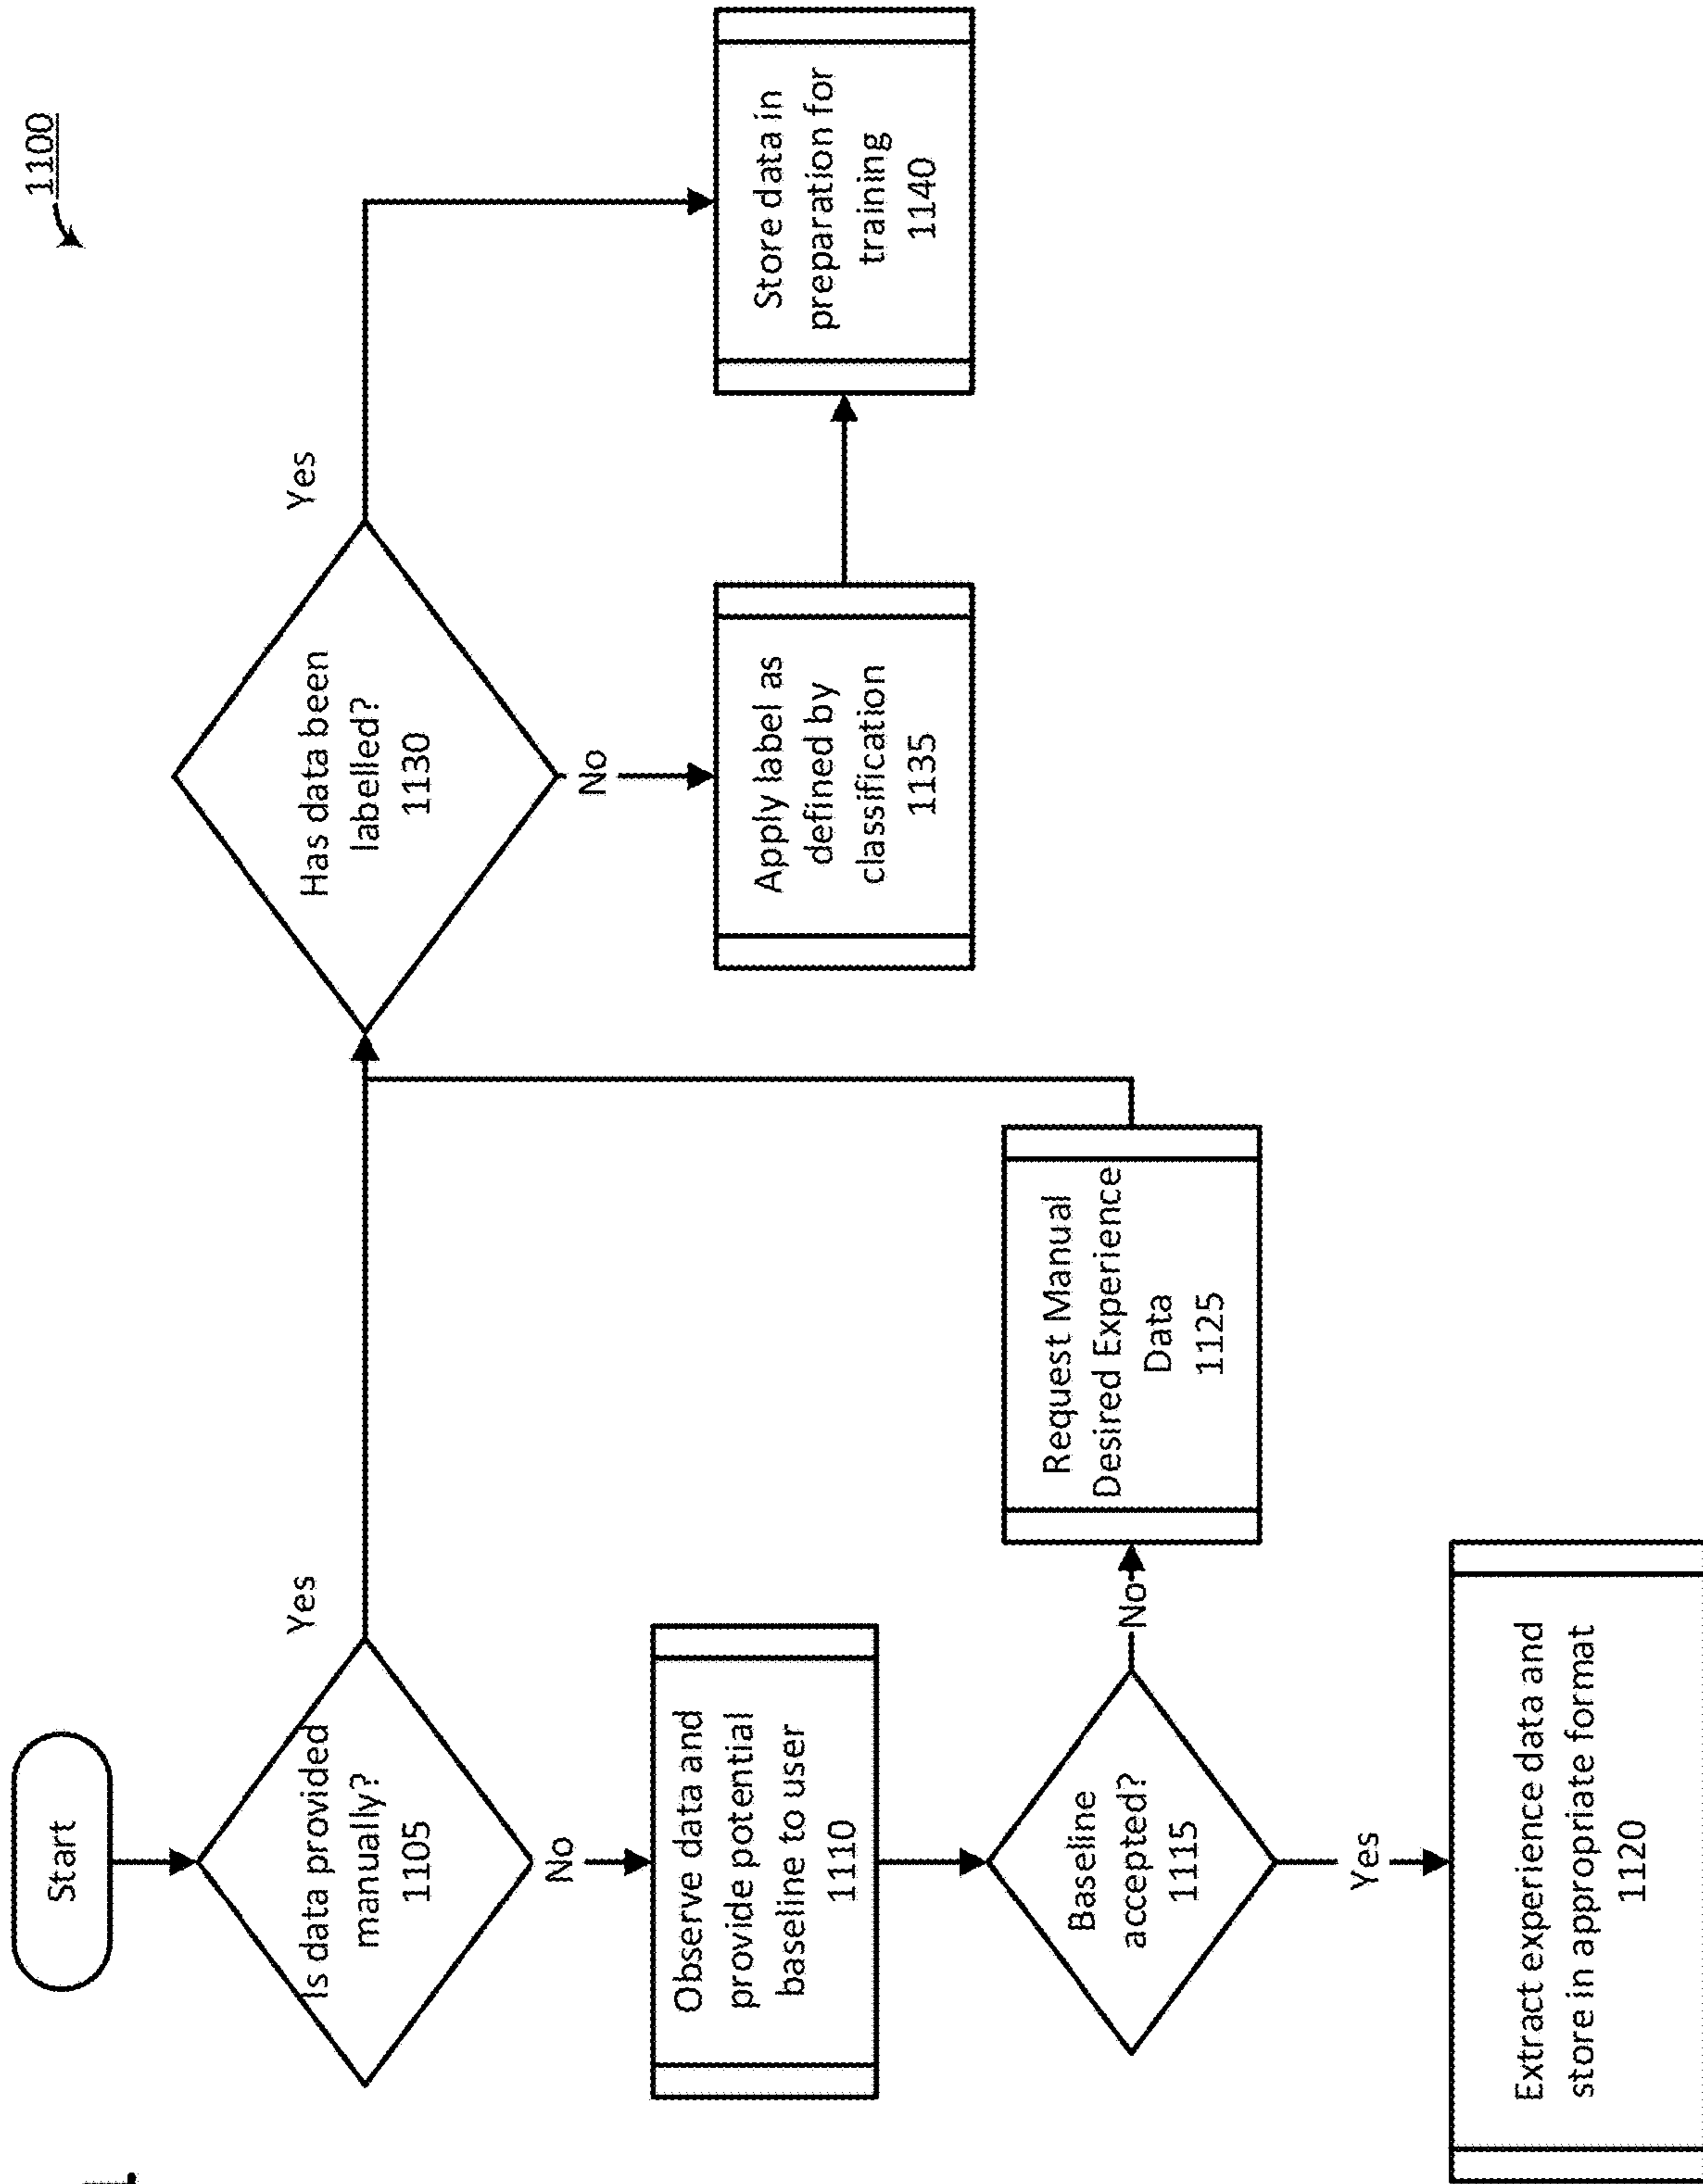 1100
Start
Is data provided
manually?
1105
Yes
No
Observe data and
provide potential
baseline to user
1110
Baseline
accepted?
1115
No
Yes
Extract experience data and
store in appropriate format
1120
Request Manual
Desired Experience
Data
1125
Has data been
labelled?
1130
Yes
No
Apply label as
defined by
classification
1135
Store data in
preparation for
training
1140